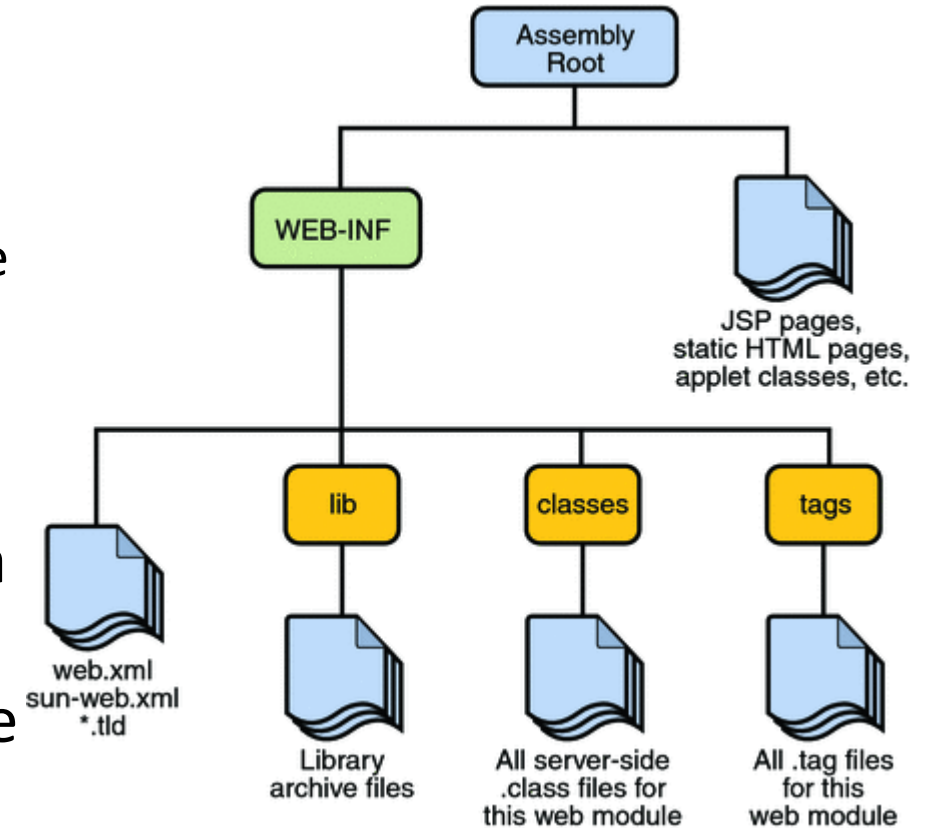 Assembly
Root
WEB-INF
e
JSP pages,
static HTML pages,
applet classes, etc.
lib
classes
tags
n
web.xml
sun-web.xml
*.tld
e
Library
archive files
All server-side
.class files for
this web module
All .tag files
for this
web module